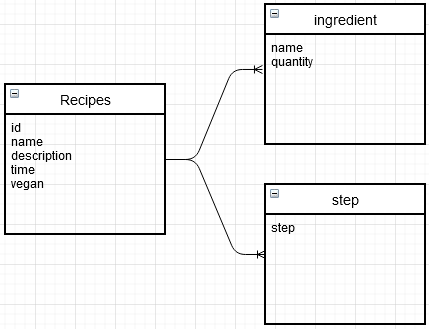 Recipes
id
name
description
time
vegan
ingredient
name
quantity
step
step